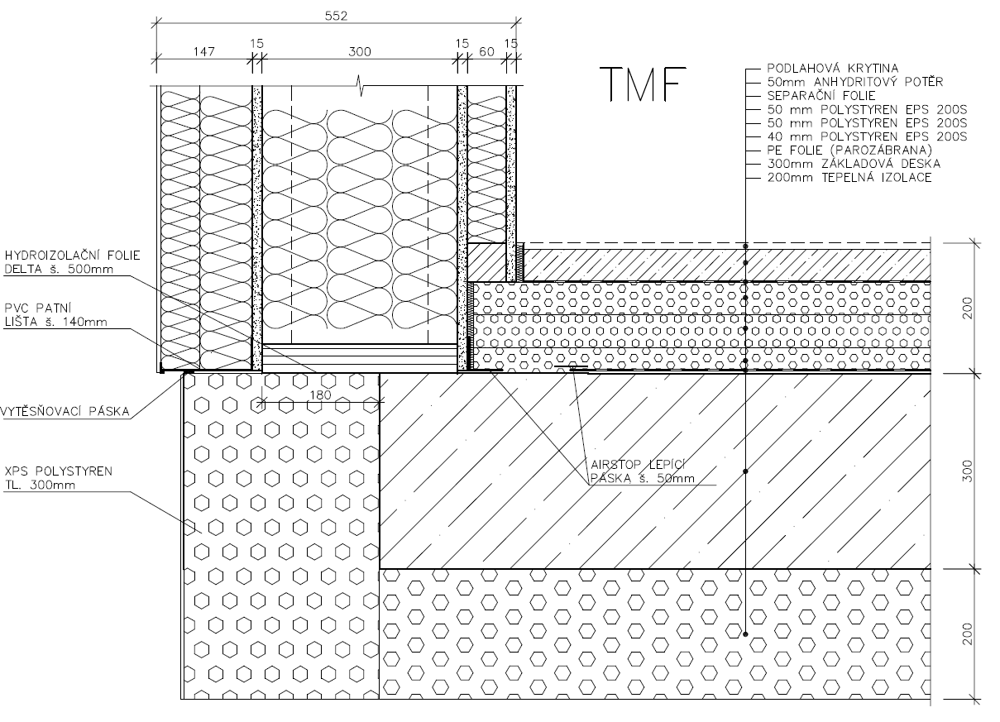 552
147
15
300
15
60
15
TMF
PODLAHOVÁ KRYTINA
50mm ANHYDRITOVÝ POTĚR
SEPARAČNÍ FOLIE
50 mm POLYSTYREN EPS 200S
50 mm POLYSTYREN EPS 200S
40 mm POLYSTYREN EPS 200S
PE FOLIE (PAROZÁBRANA)
300mm ZÁKLADOVÁ DESKA
200mm TEPELNÁ IZOLACE
HYDROIZOLAČNÍ FOLIE
DELTA š. 500mm
PVC PATNÍ
LIŠTA š. 140mm
VYTĚSŇOVACÍ PÁSKA
XPS POLYSTYREN
TL. 300mm
180
AIRSTOP LEPÍCÍ
PÁSKA š. 50mm
200
300
200